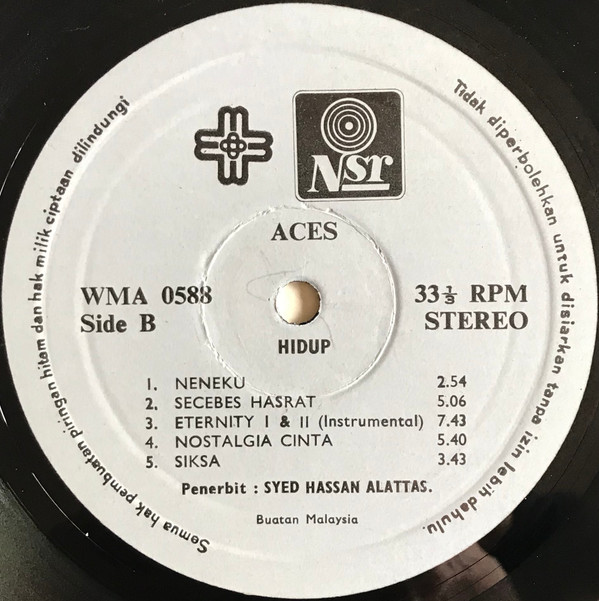 Semua hak pembuatan piringan hitam dan hak milik ciptaan dilindungi
Tidak diperbolehkan untuk disiarkan tanpa izin lebih dahulu.
NSR
ACES
WMA 0588
Side B
33⅓ RPM
STEREO
HIDUP
1. NENEKU 2.54
2. SECEBES HASRAT 5.06
3. ETERNITY I & II (Instrumental) 7.43
4. NOSTALGIA CINTA 5.40
5. SIKSA 3.43
Penerbit : SYED HASSAN ALATTAS.
Buatan Malaysia